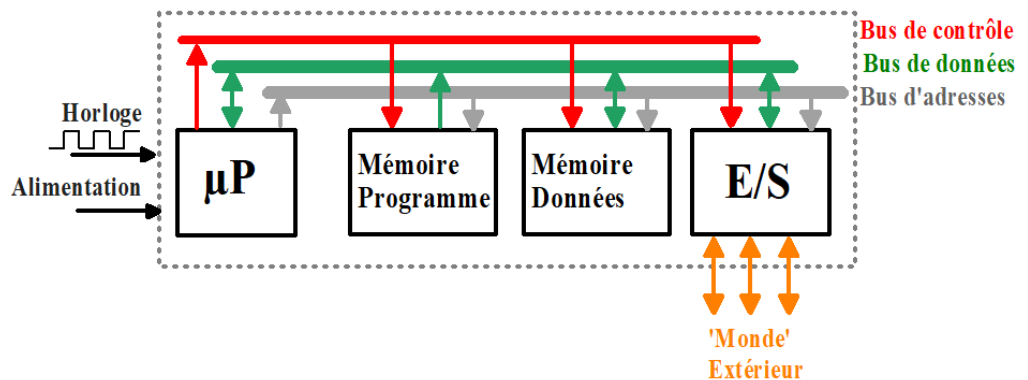 Bus de contrôle
Bus de données
Bus d'adresses
Horloge
Alimentation
µP
Mémoire
Programme
Mémoire
Données
E/S
'Monde'
Extérieur